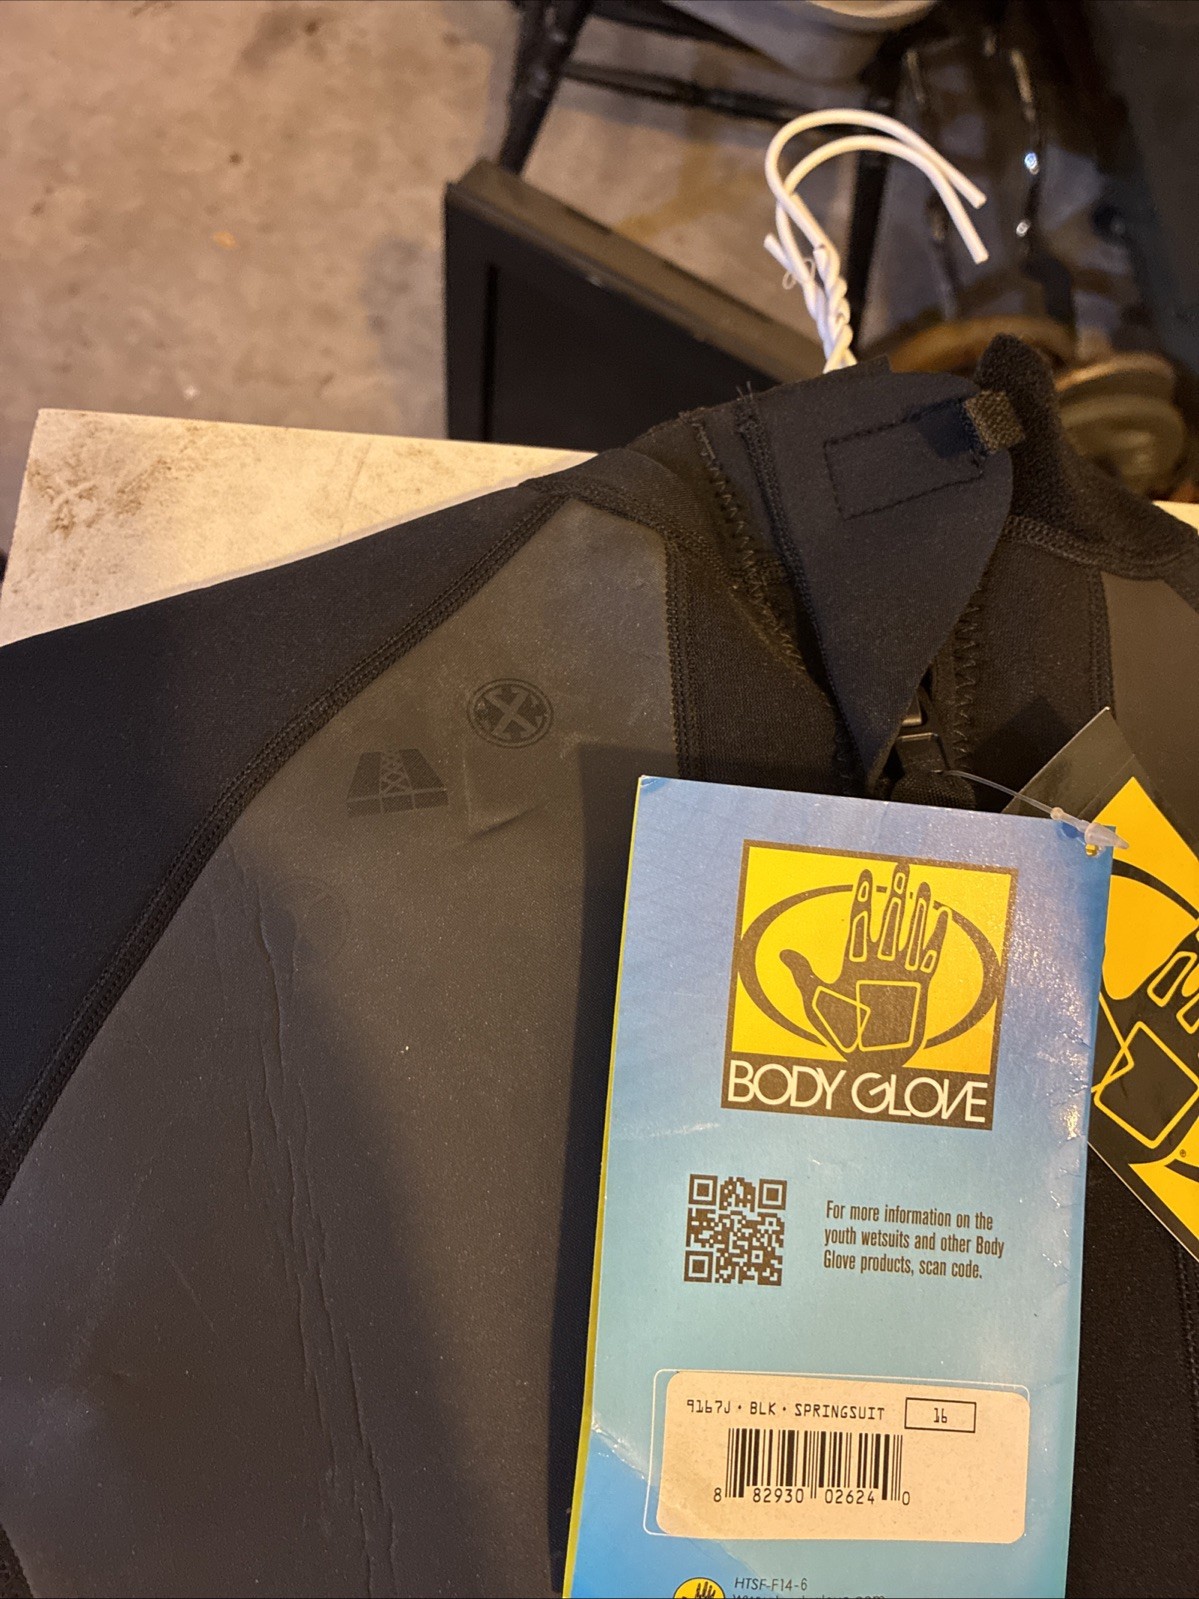 BODY GLOVE
For more information on the
youth wetsuits and other Body
Glove products, scan code.
9167J • BLK • SPRINGSUIT 16
8 82930 02624 0
HTSF-F14-6